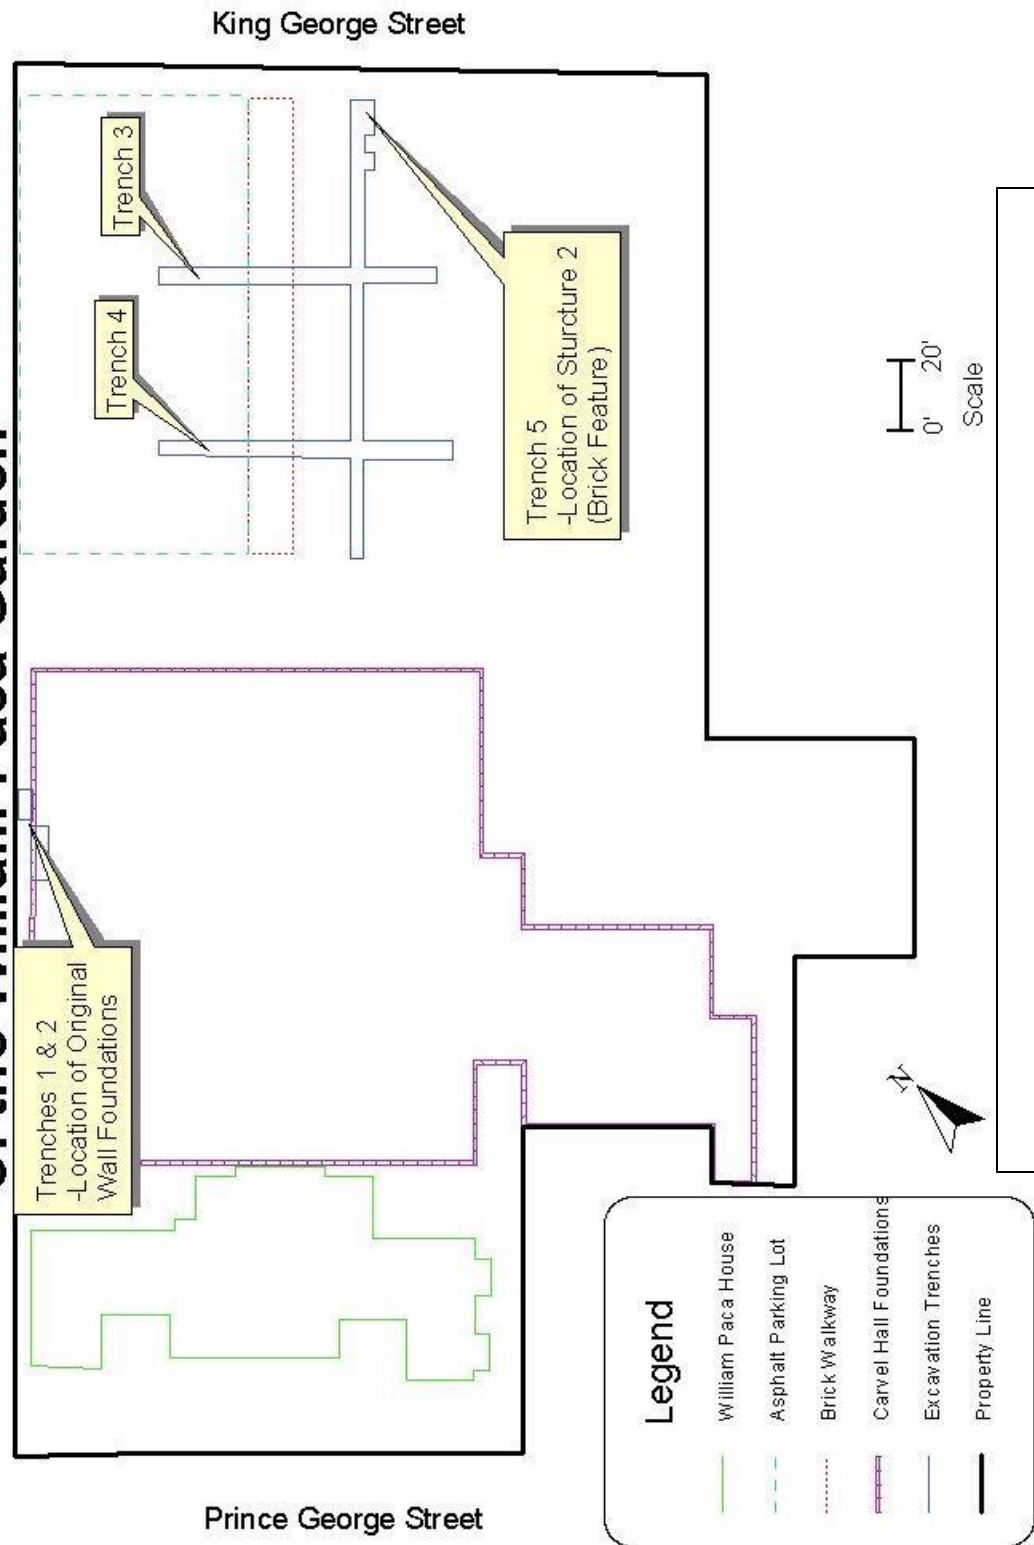 King George Street
Trench 3
Trench 4
Trench 5
-Location of Sturcture 2
(Brick Feature)
0' 20'
Scale
Trenches 1 & 2
-Location of Original
Wall Foundations
N
Legend
William Paca House
Asphalt Parking Lot
Brick Walkway
Carvel Hall Foundations
Excavation Trenches
Property Line
Prince George Street